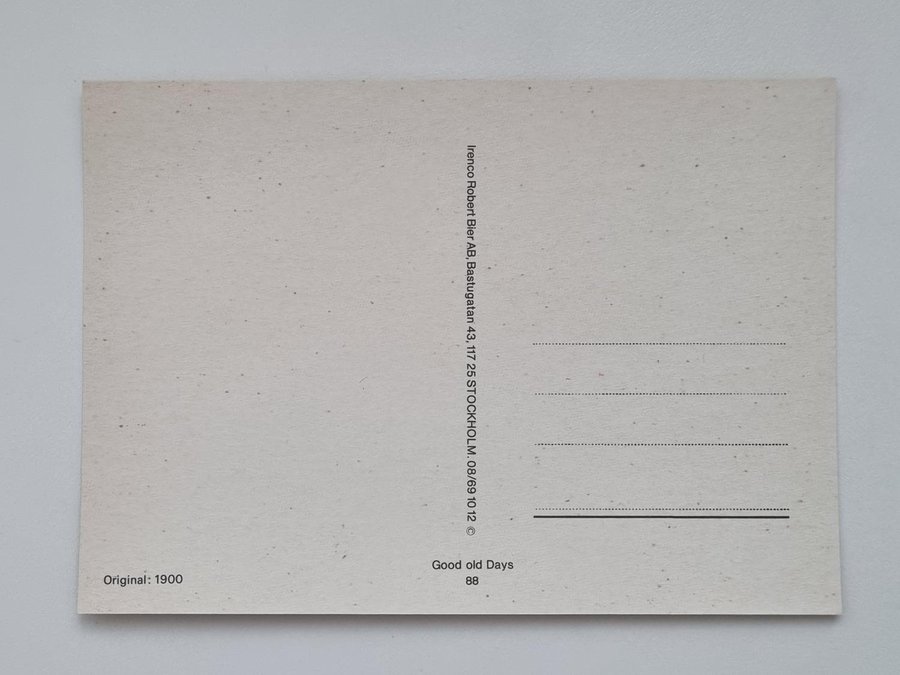 Irenco Robert Bier AB, Bastugatan 43, 117 25 STOCKHOLM. 08/69 10 12 ©
Good old Days
88
Original: 1900